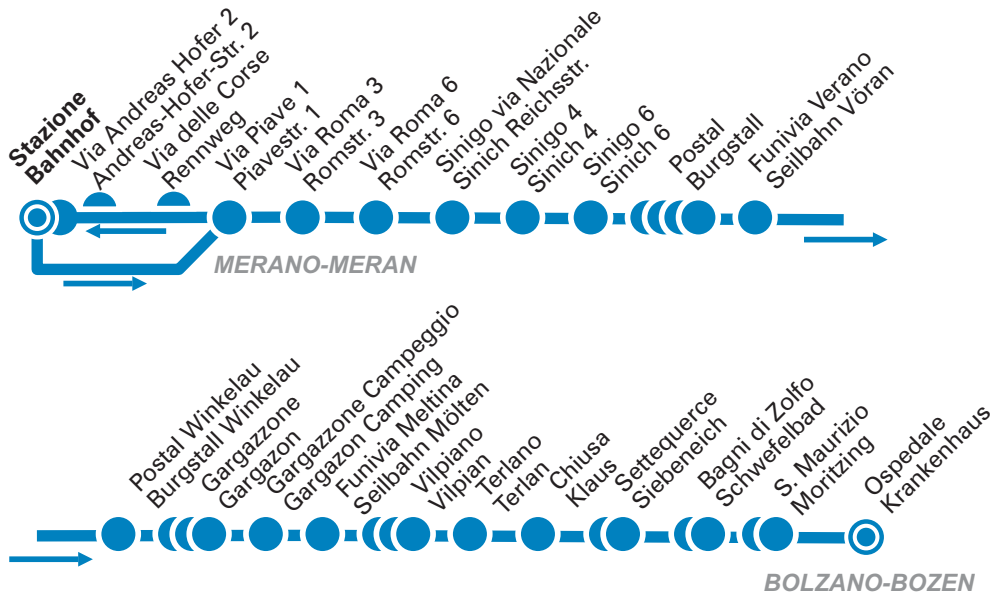 Stazione
Bahnhof
Via Andreas Hofer 2
Andreas-Hofer-Str. 2
Via delle Corse
Rennweg
Via Piave 1
Piavestr. 1
Via Roma 3
Romstr. 3
Via Roma 6
Romstr. 6
Sinigo via Nazionale
Sinich Reichsstr.
Sinigo 4
Sinich 4
Sinigo 6
Sinich 6
Postal
Burgstall
Funivia Verano
Seilbahn Vöran
MERANO-MERAN
Postal Winkelau
Burgstall Winkelau
Gargazzone
Gargazon
Gargazzone Campeggio
Gargazon Camping
Funivia Meltina
Seilbahn Mölten
Vilpiano
Vilpian
Terlano
Terlan
Chiusa
Klaus
Settequerce
Siebeneich
Bagni di Zolfo
Schwefelbad
S. Maurizio
Moritzing
Ospedale
Krankenhaus
BOLZANO-BOZEN